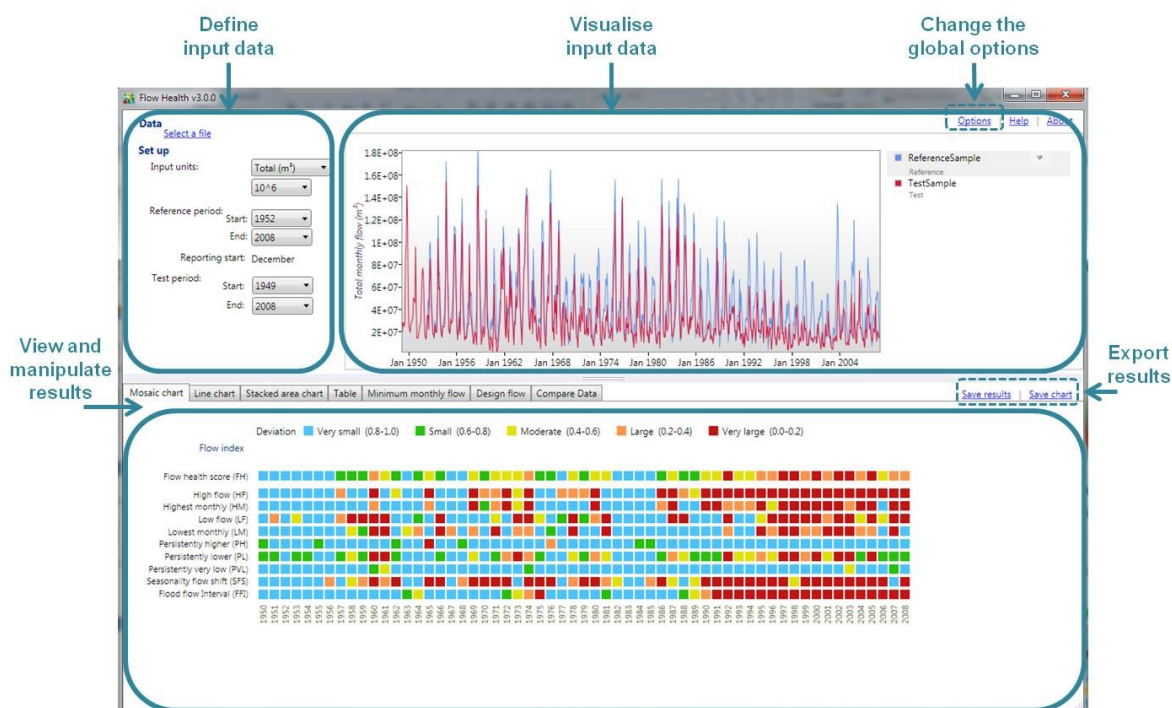 Define
input data
Visualise
input data
Change the
global options
Flow Health v3.0.0
Data
Select a file
Set up
Input units:
Total (m³)
10^6
Reference period:
Start: 1952
End: 2008
Reporting start: December
Test period:
Start: 1949
End: 2008
Options | Help | About
Total monthly flow (m³)
1.8E+08
1.6E+08
1.4E+08
1.2E+08
1E+08
8E+07
6E+07
4E+07
2E+07
Jan 1950 Jan 1956 Jan 1962 Jan 1968 Jan 1974 Jan 1980 Jan 1986 Jan 1992 Jan 1998 Jan 2004
ReferenceSample
Reference
TestSample
Test
View and
manipulate
results
Export
results
Mosaic chart Line chart Stacked area chart Table Minimum monthly flow Design flow Compare Data
Save results | Save chart
Deviation Very small (0.8-1.0) Small (0.6-0.8) Moderate (0.4-0.6) Large (0.2-0.4) Very large (0.0-0.2)
Flow index
Flow health score (FH)
High flow (HF)
Highest monthly (HM)
Low flow (LF)
Lowest monthly (LM)
Persistently higher (PH)
Persistently lower (PL)
Persistently very low (PVL)
Seasonality flow shift (SFS)
Flood flow Interval (FFI)
1950 1951 1952 1953 1954 1955 1956 1957 1958 1959 1960 1961 1962 1963 1964 1965 1966 1967 1968 1969 1970 1971 1972 1973 1974 1975 1976 1977 1978 1979 1980 1981 1982 1983 1984 1985 1986 1987 1988 1989 1990 1991 1992 1993 1994 1995 1996 1997 1998 1999 2000 2001 2002 2003 2004 2005 2006 2007 2008